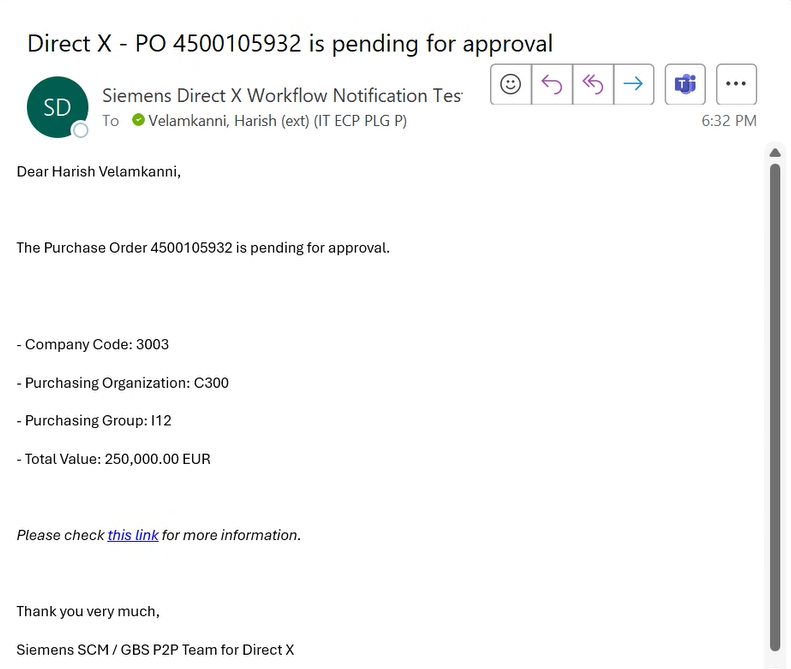 Direct X - PO 4500105932 is pending for approval
SD
Siemens Direct X Workflow Notification Tes
To Velamkanni, Harish (ext) (IT ECP PLG P)
6:32 PM
Dear Harish Velamkanni,
The Purchase Order 4500105932 is pending for approval.
- Company Code: 3003
- Purchasing Organization: C300
- Purchasing Group: I12
- Total Value: 250,000.00 EUR
Please check this link for more information.
Thank you very much,
Siemens SCM / GBS P2P Team for Direct X